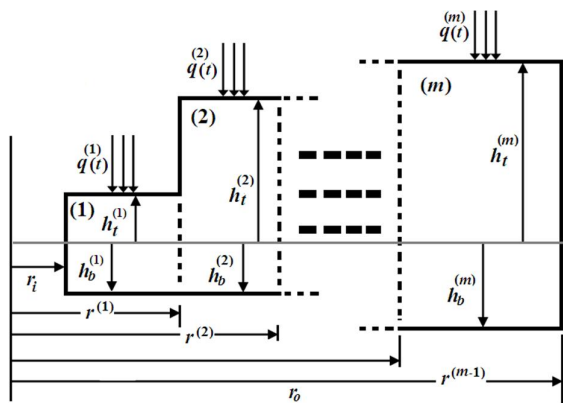 q(t)^(m)
q(t)^(2)
(m)
(2)
q(t)^(1)
h_t^(m)
h_t^(2)
(1)
h_t^(1)
h_b^(1)
h_b^(2)
r_i
h_b^(m)
r^(1)
r^(2)
r^(m-1)
r_o